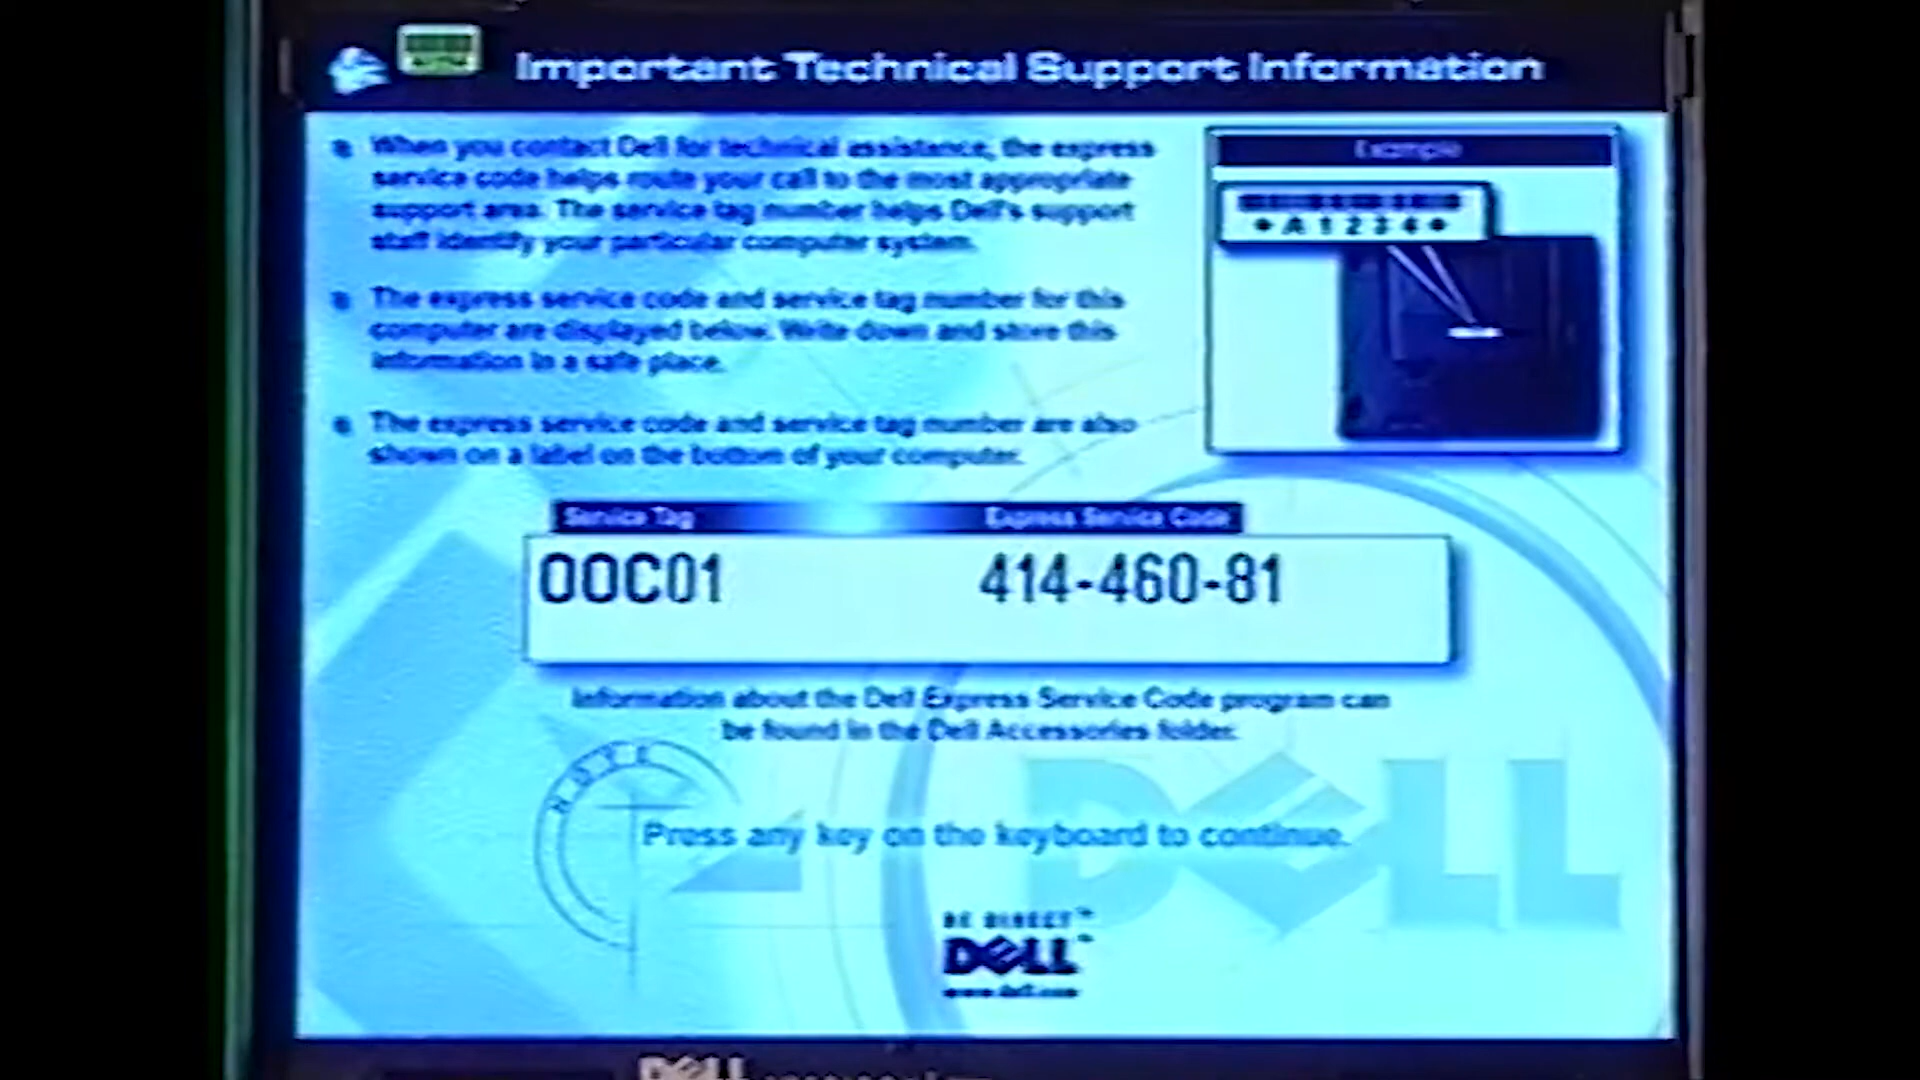 Important Technical Support Information
When you contact Dell for technical assistance, the express
service code helps route your call to the most appropriate
support area. The service tag number helps Dell's support
staff identify your particular computer system.
The express service code and service tag number for this
computer are displayed below. Write down and store this
information in a safe place.
The express service code and service tag number are also
shown on a label on the bottom of your computer.
Example
A1234
Service Tag Express Service Code
OOC01 414-460-81
Information about the Dell Express Service Code program can
be found in the Dell Accessories folder.
DELL
Press any key on the keyboard to continue.
BE DIRECT™
DELL™
www.dell.com
DELL